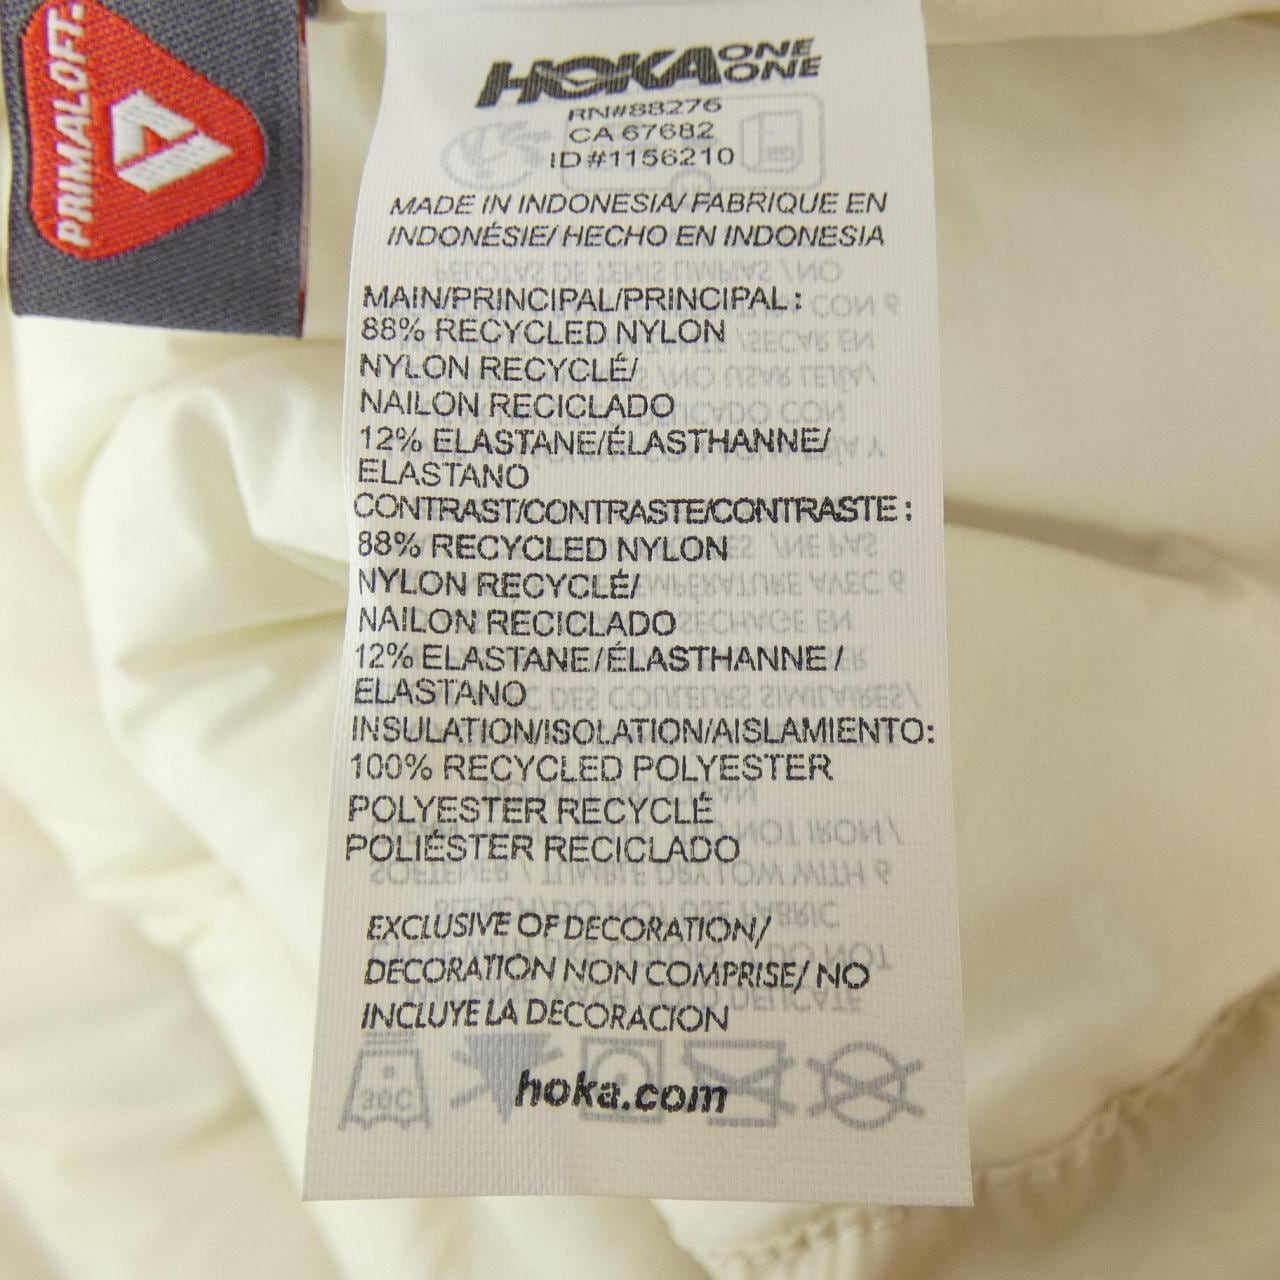 PRIMALOFT
HOKA ONE ONE
RN#88276
CA 67682
ID #1156210
MADE IN INDONESIA/ FABRIQUE EN
INDONÉSIE/ HECHO EN INDONESIA
MAIN/PRINCIPAL/PRINCIPAL :
88% RECYCLED NYLON
NYLON RECYCLÉ/
NAILON RECICLADO
12% ELASTANE/ÉLASTHANNE/
ELASTANO
CONTRAST/CONTRASTE/CONTRASTE :
88% RECYCLED NYLON
NYLON RECYCLÉ/
NAILON RECICLADO
12% ELASTANE/ÉLASTHANNE/
ELASTANO
INSULATION/ISOLATION/AISLAMIENTO:
100% RECYCLED POLYESTER
POLYESTER RECYCLÉ
POLIÉSTER RECICLADO
EXCLUSIVE OF DECORATION/
DECORATION NON COMPRISE/ NO
INCLUYE LA DECORACION
hoka.com
30C